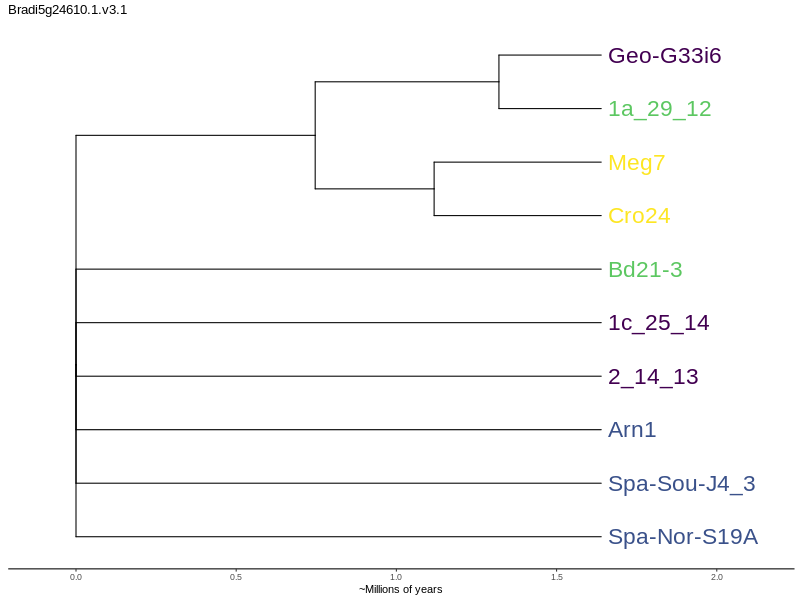 Bradi5g24610.1.v3.1
Geo-G33i6
1a_29_12
Meg7
Cro24
Bd21-3
1c_25_14
2_14_13
Arn1
Spa-Sou-J4_3
Spa-Nor-S19A
0.0 0.5 1.0 1.5 2.0
~Millions of years